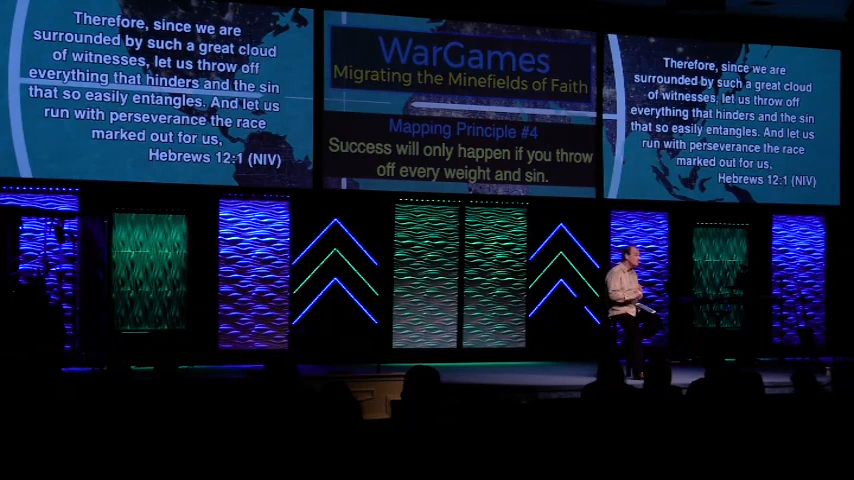 Therefore, since we are
surrounded by such a great cloud
of witnesses, let us throw off
everything that hinders and the sin
that so easily entangles. And let us
run with perseverance the race
marked out for us,
Hebrews 12:1 (NIV)
WarGames
Migrating the Minefields of Faith
Mapping Principle #4
Success will only happen if you throw
off every weight and sin.
Therefore, since we are
surrounded by such a great cloud
of witnesses, let us throw off
everything that hinders and the sin
that so easily entangles. And let us
run with perseverance the race
marked out for us,
Hebrews 12:1 (NIV)